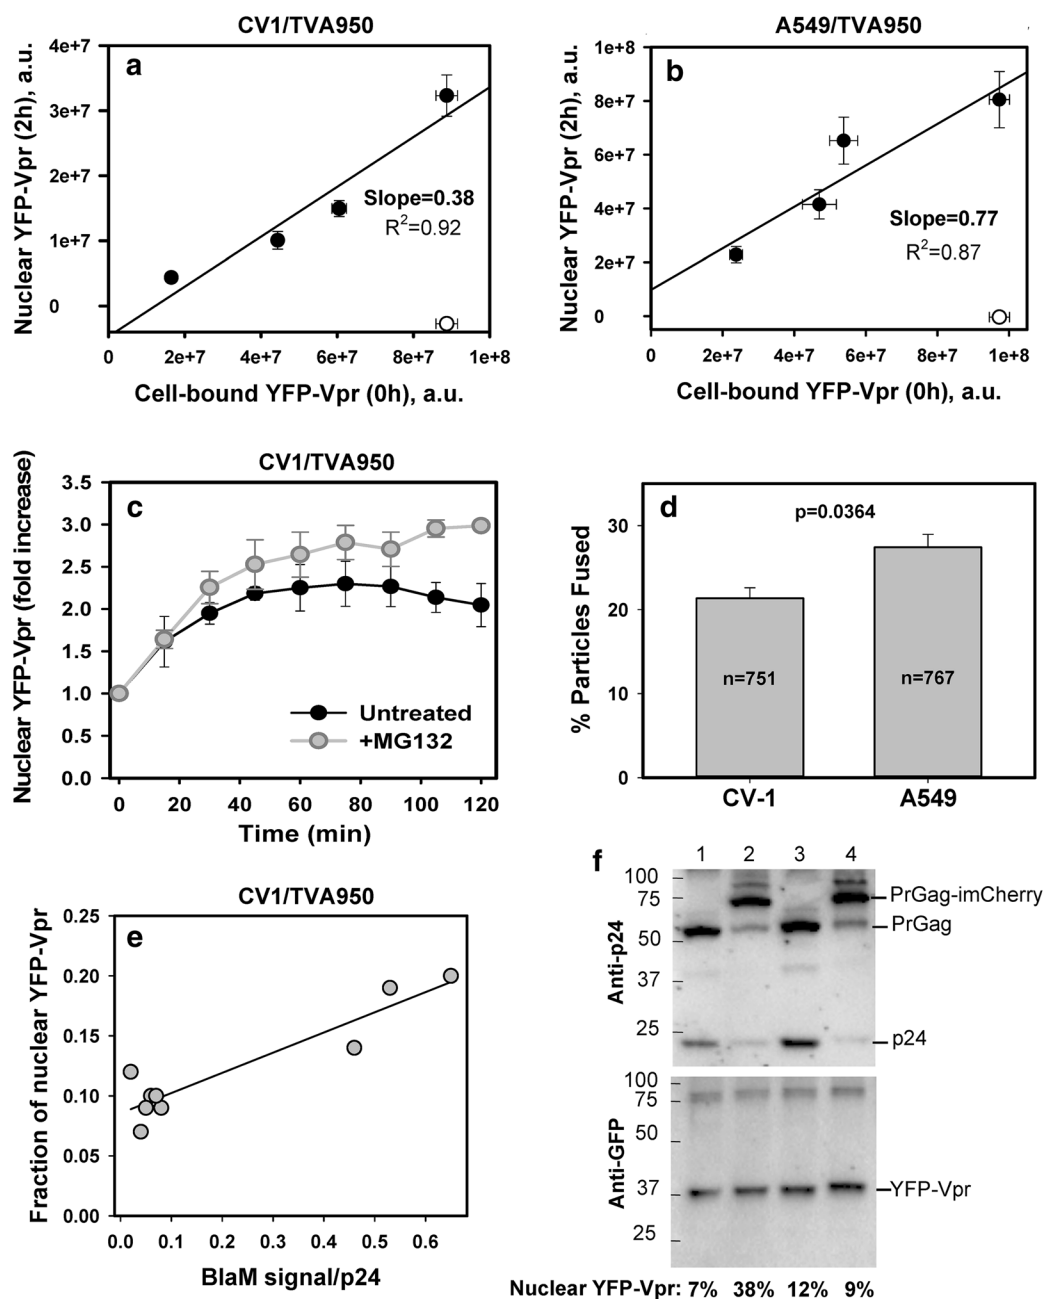 CV1/TVA950
a
Nuclear YFP-Vpr (2h), a.u.
4e+7
3e+7
2e+7
1e+7
0
Slope=0.38
R2=0.92
0 2e+7 4e+7 6e+7 8e+7 1e+8
Cell-bound YFP-Vpr (0h), a.u.
A549/TVA950
b
Nuclear YFP-Vpr (2h), a.u.
1e+8
8e+7
6e+7
4e+7
2e+7
0
Slope=0.77
R2=0.87
0 2e+7 4e+7 6e+7 8e+7 1e+8
Cell-bound YFP-Vpr (0h), a.u.
CV1/TVA950
c
Nuclear YFP-Vpr (fold increase)
3.5
3.0
2.5
2.0
1.5
1.0
0.5
0.0
Untreated
+MG132
0 20 40 60 80 100 120
Time (min)
d
p=0.0364
% Particles Fused
30
20
10
0
n=751 n=767
CV-1 A549
CV1/TVA950
e
Fraction of nuclear YFP-Vpr
0.25
0.20
0.15
0.10
0.05
0.00
0.0 0.1 0.2 0.3 0.4 0.5 0.6
BlaM signal/p24
f
1 2 3 4
Anti-p24
100
75
50
37
25
PrGag-imCherry
PrGag
p24
Anti-GFP
100
75
50
37
25
YFP-Vpr
Nuclear YFP-Vpr: 7% 38% 12% 9%